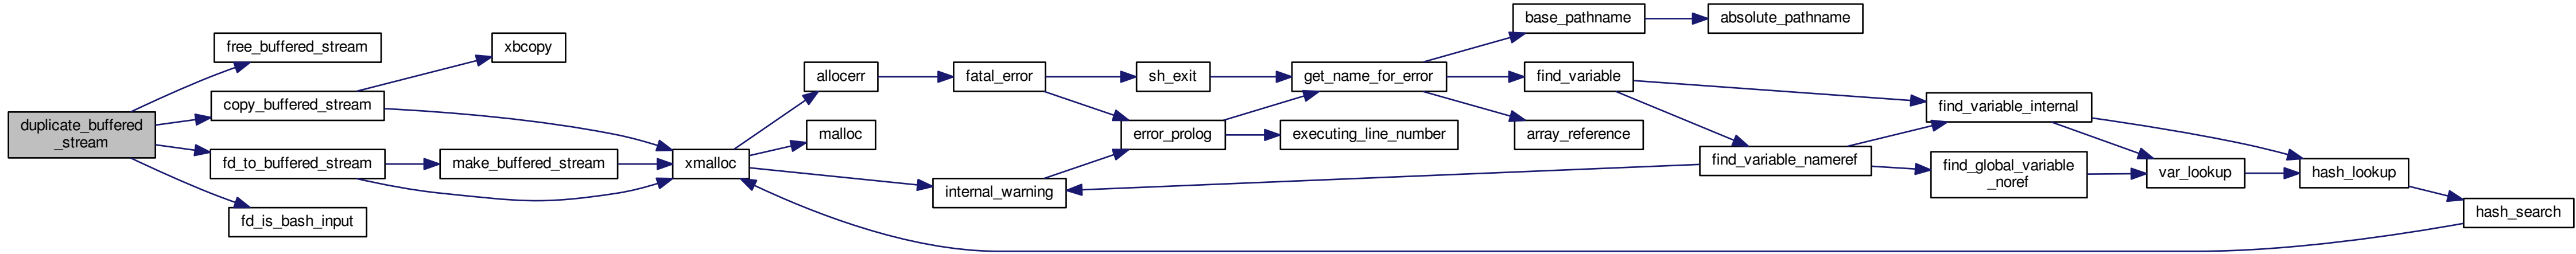 duplicate_buffered
_stream
free_buffered_stream
copy_buffered_stream
fd_to_buffered_stream
fd_is_bash_input
xbcopy
make_buffered_stream
xmalloc
allocerr
malloc
internal_warning
fatal_error
sh_exit
error_prolog
get_name_for_error
executing_line_number
base_pathname
find_variable
array_reference
absolute_pathname
find_variable_nameref
find_variable_internal
find_global_variable
_noref
var_lookup
hash_lookup
hash_search